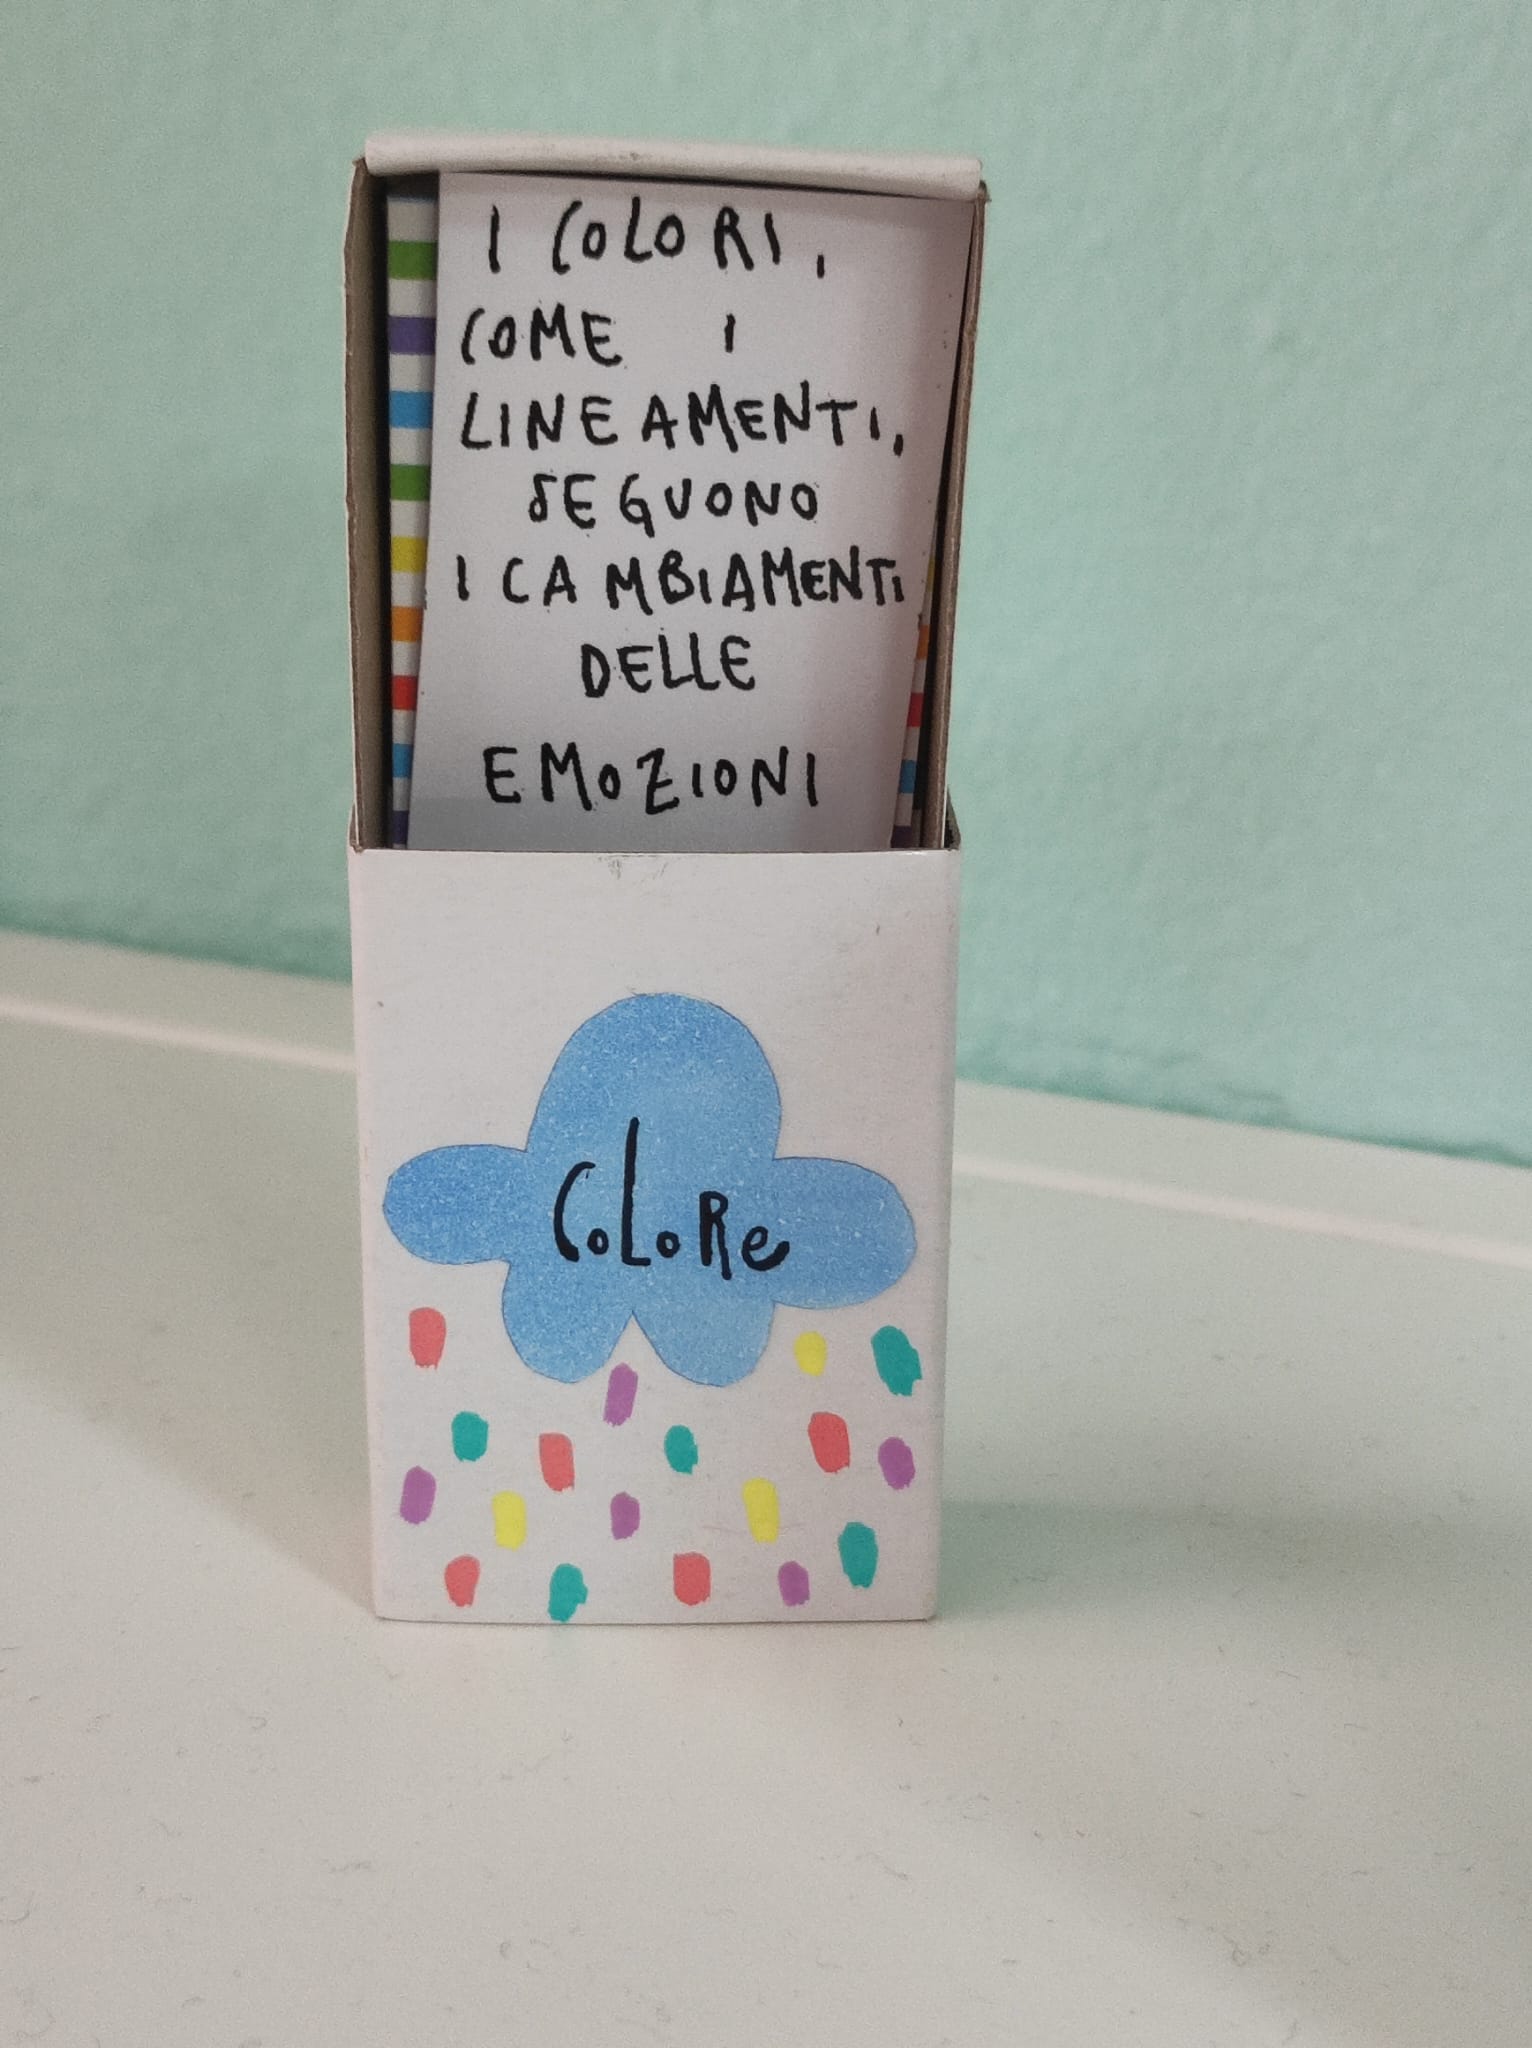 I COLORI,
COME I
LINEAMENTI,
SEGUONO
I CAMBIAMENTI
DELLE
EMOZIONI
CoLoRe